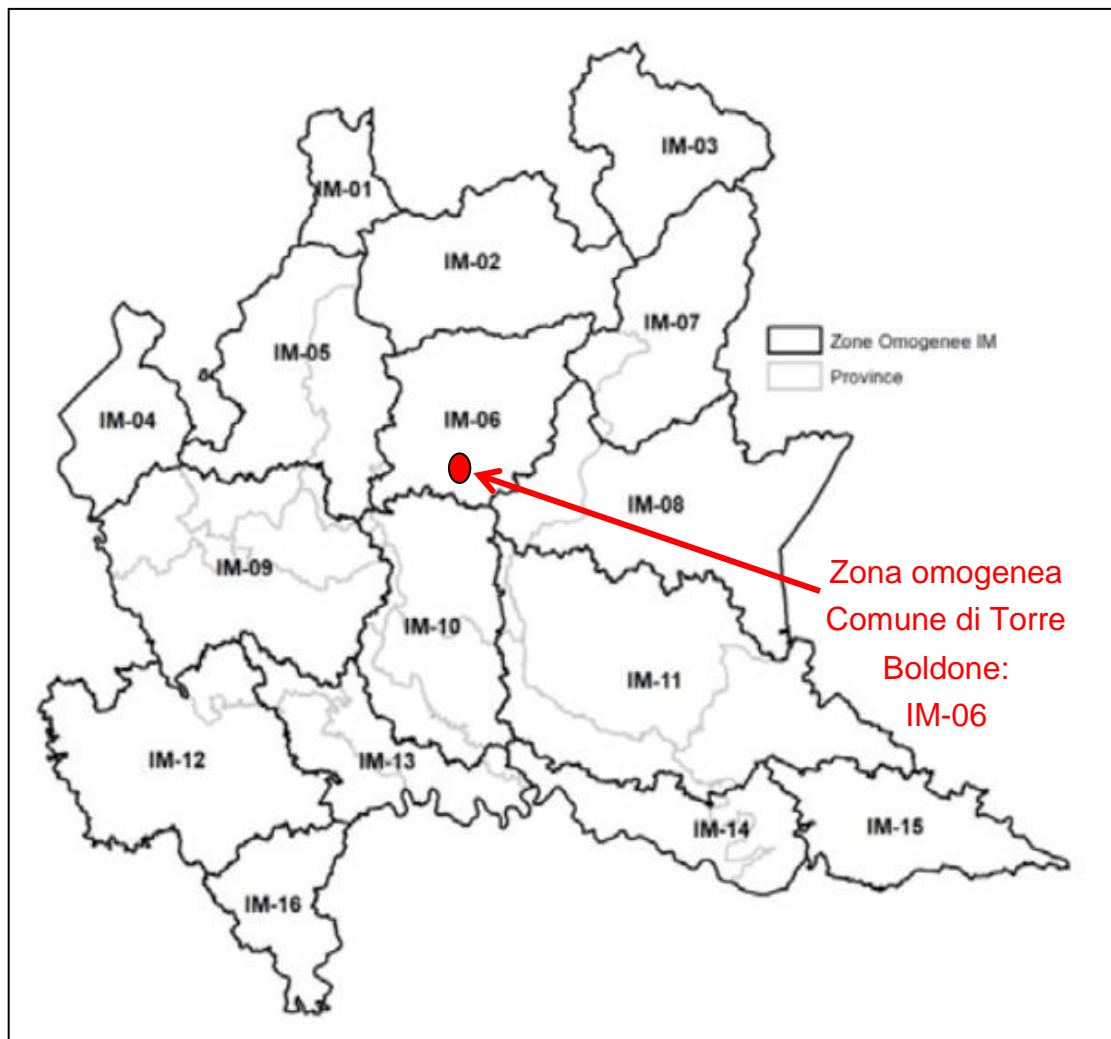 IM-03
IM-01
IM-02
IM-07
Zone Omogenee IM
Province
IM-05
IM-04
IM-06
IM-08
IM-09
Zona omogenea
Comune di Torre
Boldone:
IM-06
IM-10
IM-11
IM-12
IM-13
IM-14
IM-15
IM-16